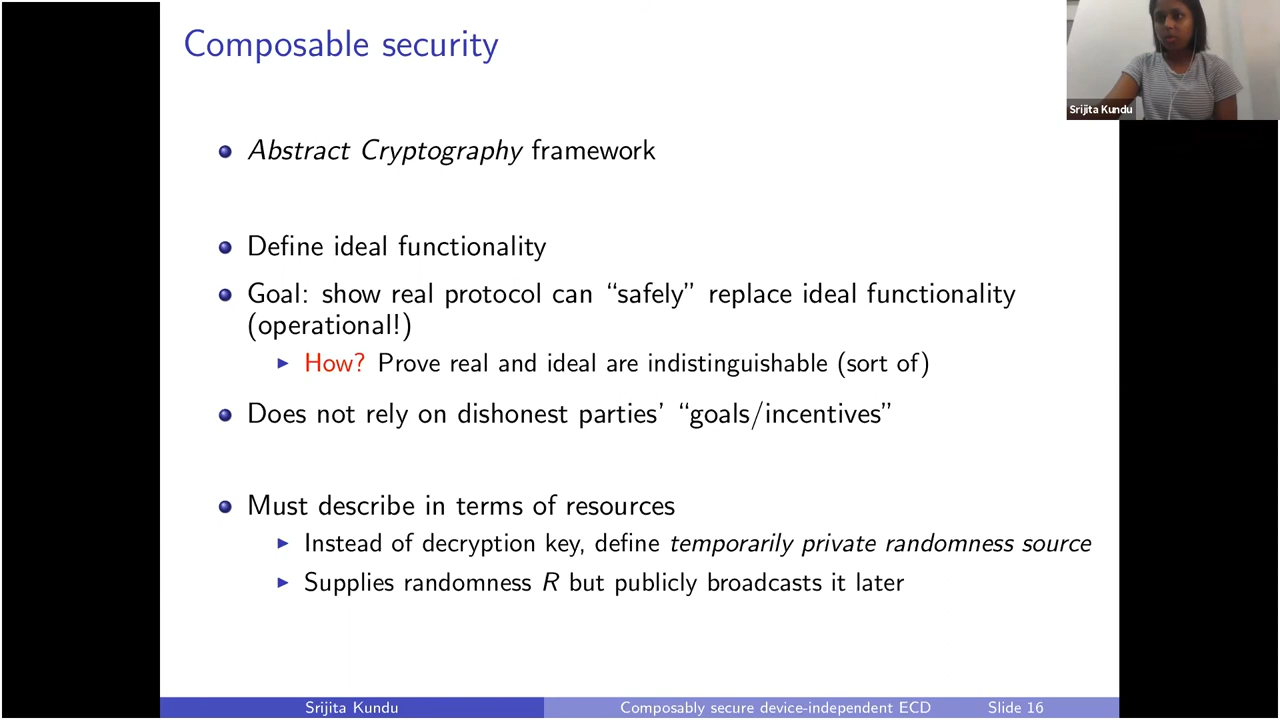 Composable security
Srijita Kundu
Abstract Cryptography framework
Define ideal functionality
Goal: show real protocol can “safely” replace ideal functionality
(operational!)
How? Prove real and ideal are indistinguishable (sort of)
Does not rely on dishonest parties’ “goals/incentives”
Must describe in terms of resources
Instead of decryption key, define temporarily private randomness source
Supplies randomness R but publicly broadcasts it later
Srijita Kundu Composably secure device-independent ECD Slide 16